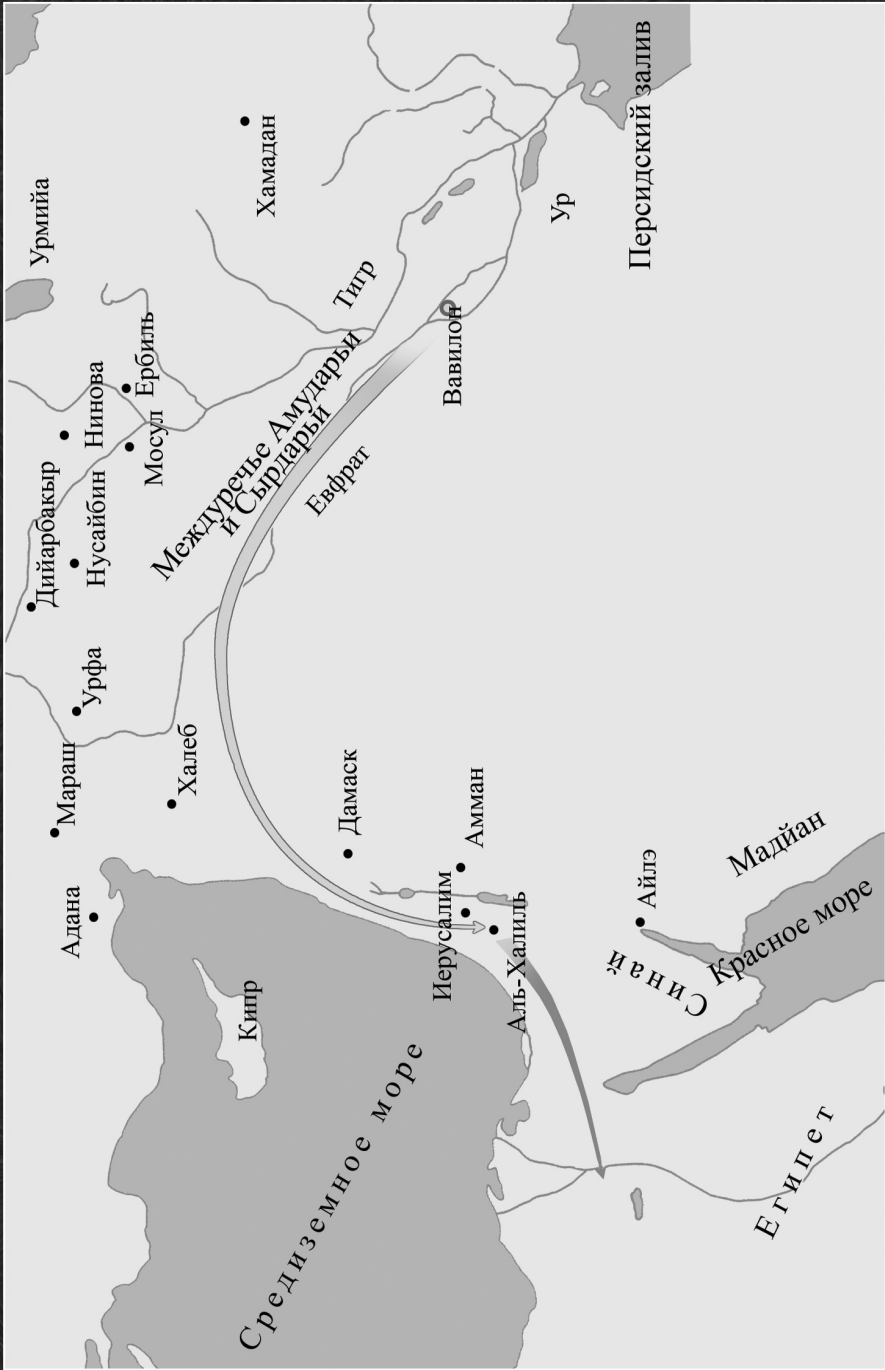 Урмийа
Хамадан
Дийарбакыр
Нинова
Ербиль
Нусайбин
Мосул
Тигр
Междуречье Амударьи
и Сырдарьи
Евфрат
Вавилон
Ур
Персидский залив
Мараш
Урфа
Адана
Халеб
Кипр
Дамаск
Средиземное море
Иерусалим
Амман
Аль-Халиль
Айлэ
Синай
Мадйан
Красное море
Египет